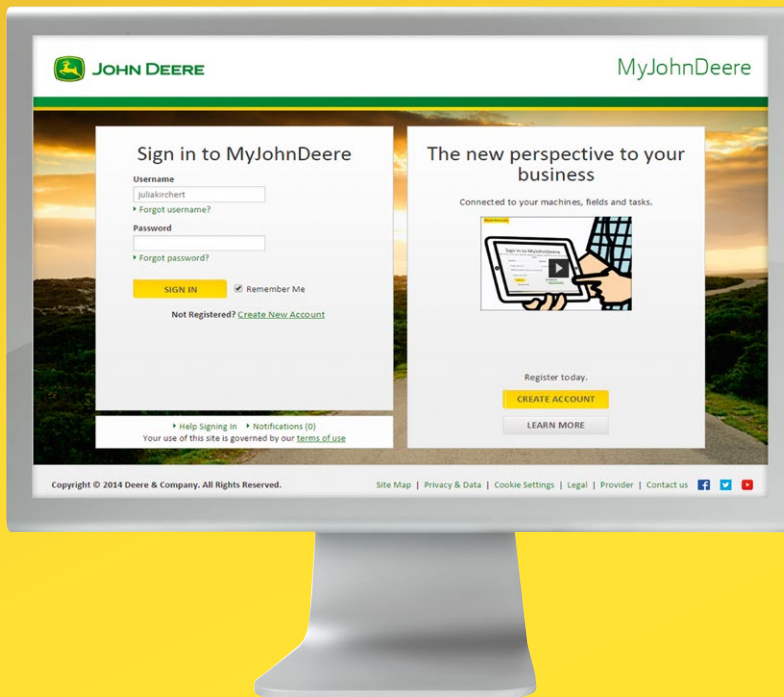 JOHN DEERE
MyJohnDeere
Sign in to MyJohnDeere
Username
juliakirchert
Forgot username?
Password
Forgot password?
SIGN IN
Remember Me
Not Registered? Create New Account
Help Signing In Notifications (0)
Your use of this site is governed by our terms of use
The new perspective to your
business
Connected to your machines, fields and tasks.
Sign in to MyJohnDeere
Register today.
CREATE ACCOUNT
LEARN MORE
Copyright © 2014 Deere & Company. All Rights Reserved.
Site Map | Privacy & Data | Cookie Settings | Legal | Provider | Contact us